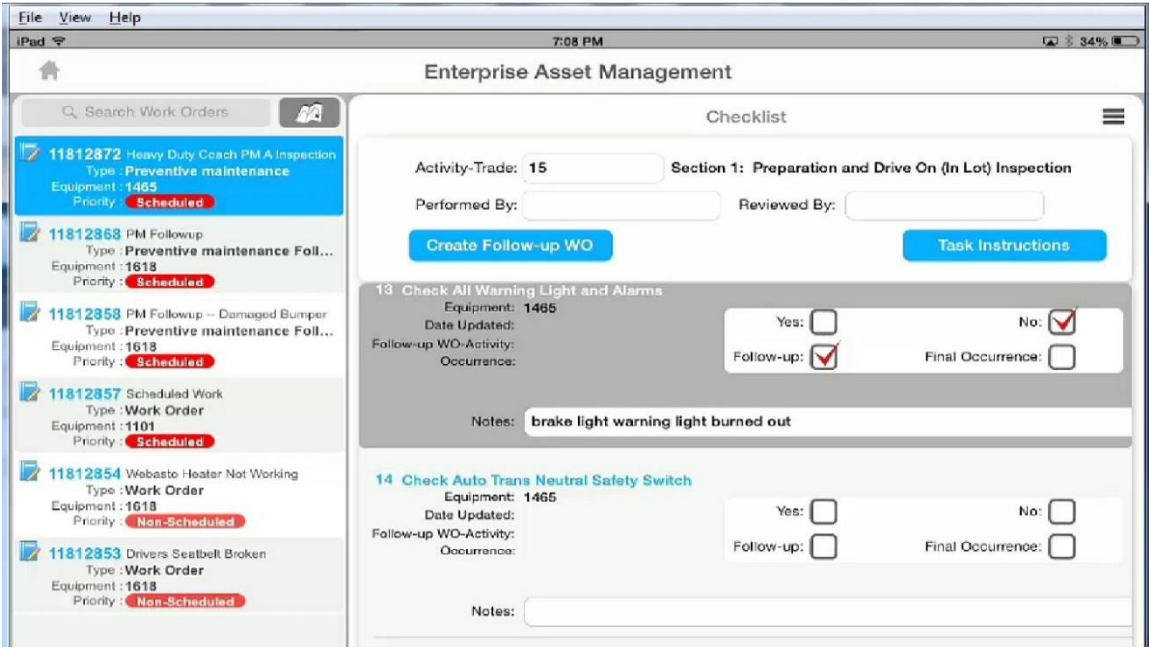 File View Help
iPad 7:08 PM 34%
Enterprise Asset Management
Search Work Orders
11812872 Heavy Duty Coach PM A Inspection
Type : Preventive maintenance
Equipment : 1465
Priority : Scheduled
11812868 PM Followup
Type : Preventive maintenance Foll...
Equipment : 1618
Priority : Scheduled
11812858 PM Followup -- Damaged Bumper
Type : Preventive maintenance Foll...
Equipment : 1618
Priority : Scheduled
11812857 Scheduled Work
Type : Work Order
Equipment : 1101
Priority : Scheduled
11812854 Webasto Heater Not Working
Type : Work Order
Equipment : 1618
Priority : Non-Scheduled
11812853 Drivers Seatbelt Broken
Type : Work Order
Equipment : 1618
Priority : Non-Scheduled
Checklist
Activity-Trade: 15 Section 1: Preparation and Drive On (In Lot) Inspection
Performed By: Reviewed By:
Create Follow-up WO Task Instructions
13 Check All Warning Light and Alarms
Equipment: 1465
Date Updated: Yes: No:
Follow-up WO-Activity:
Occurrence: Follow-up: Final Occurrence:
Notes: brake light warning light burned out
14 Check Auto Trans Neutral Safety Switch
Equipment: 1465
Date Updated: Yes: No:
Follow-up WO-Activity:
Occurrence: Follow-up: Final Occurrence:
Notes: